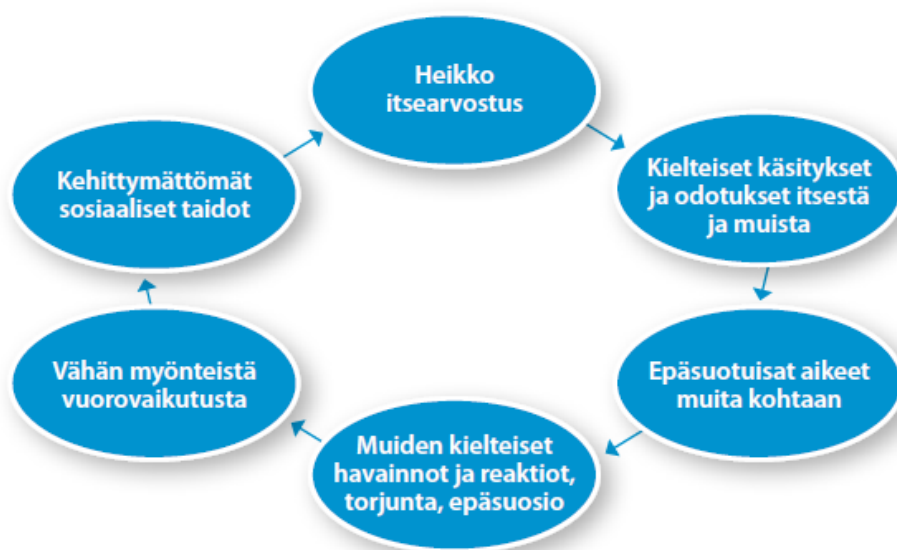 Heikko
itsearvostus
Kielteiset käsitykset
ja odotukset itsestä
ja muista
Epäsuotuisat aikeet
muita kohtaan
Muiden kielteiset
havainnot ja reaktiot,
torjunta, epäsuosio
Vähän myönteistä
vuorovaikutusta
Kehittymättömät
sosiaaliset taidot